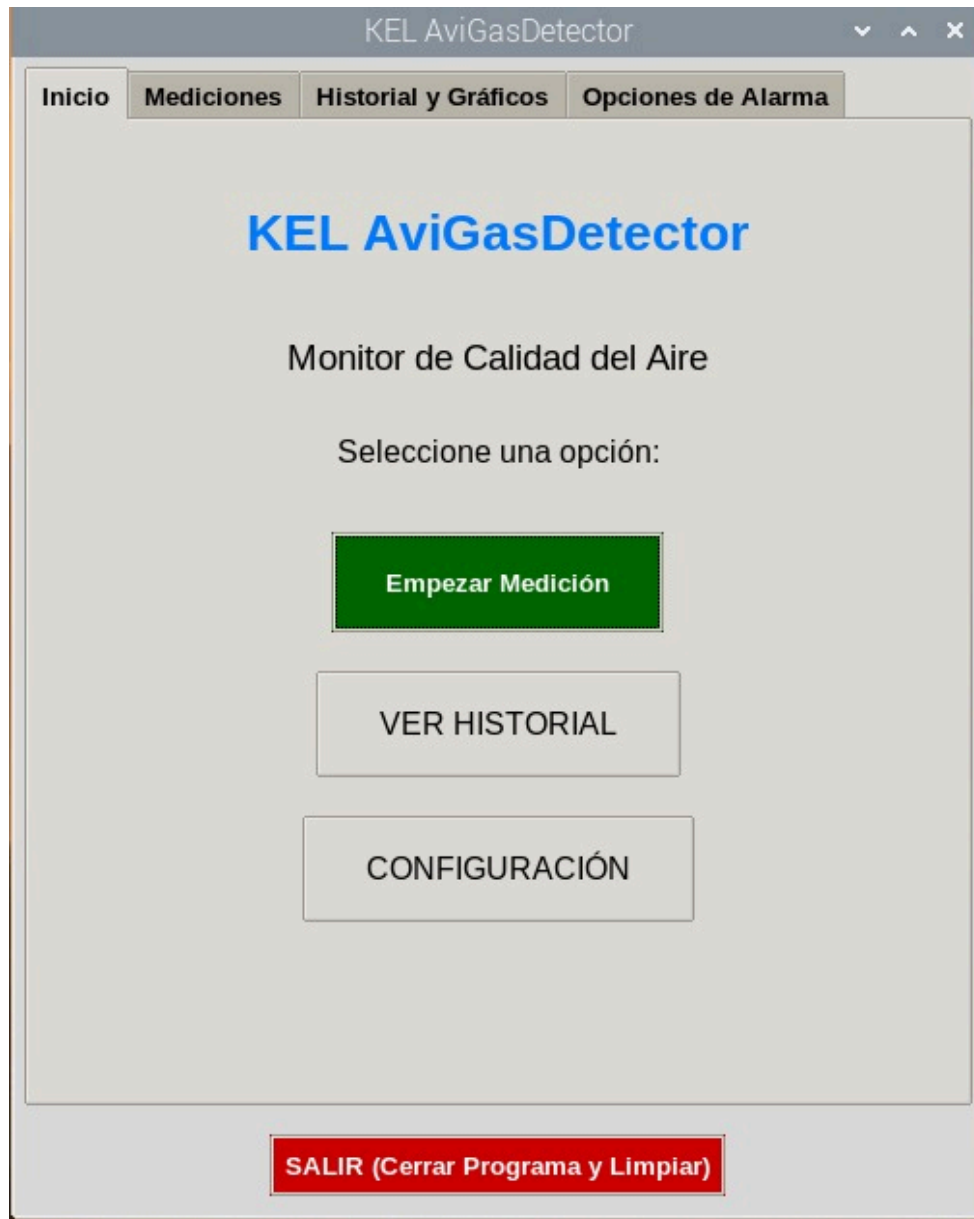 KEL AviGasDetector
Inicio Mediciones Historial y Gráficos Opciones de Alarma
KEL AviGasDetector
Monitor de Calidad del Aire
Seleccione una opción:
Empezar Medición
VER HISTORIAL
CONFIGURACIÓN
SALIR (Cerrar Programa y Limpiar)